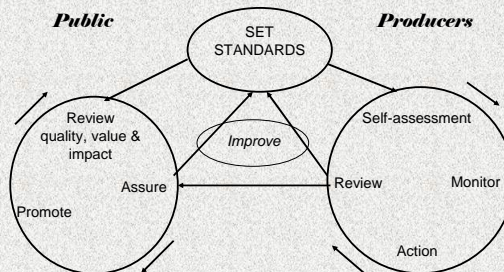 Public
Producers
SET
STANDARDS
Review
quality, value &
impact
Self-assessment
Improve
Assure
Review
Monitor
Promote
Action